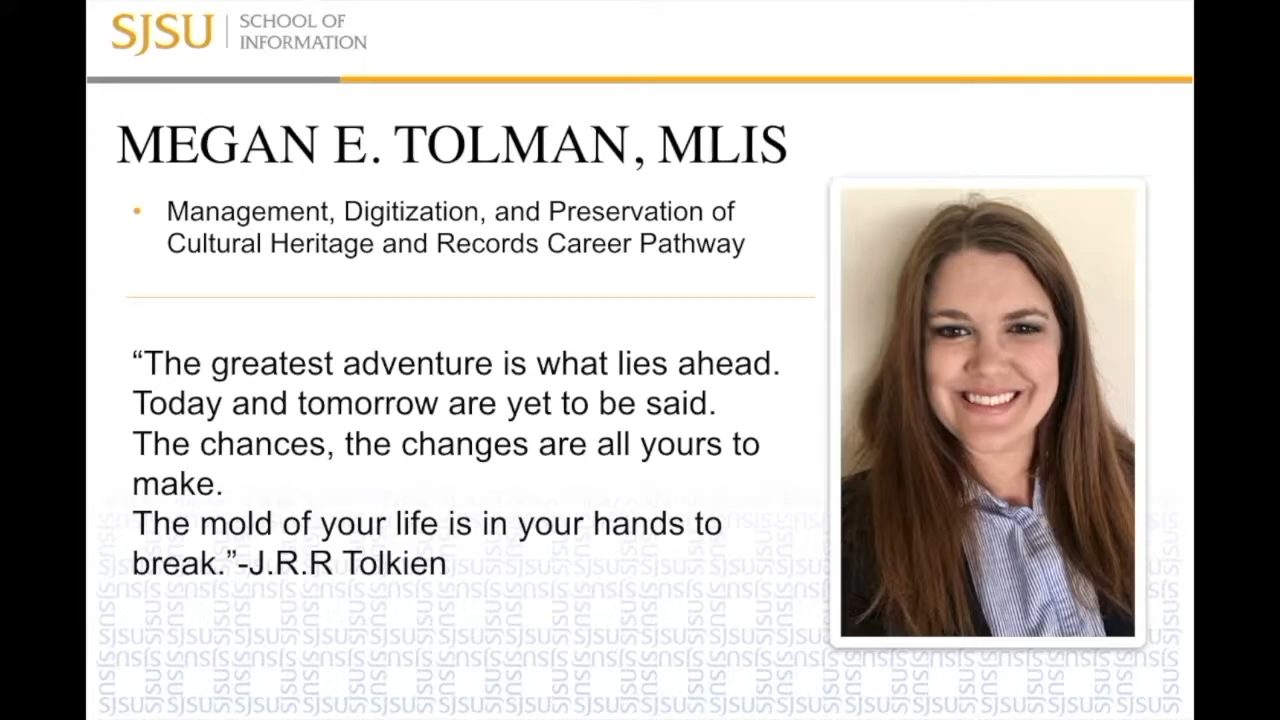 SJSU SCHOOL OF
INFORMATION
MEGAN E. TOLMAN, MLIS
• Management, Digitization, and Preservation of
Cultural Heritage and Records Career Pathway
“The greatest adventure is what lies ahead.
Today and tomorrow are yet to be said.
The chances, the changes are all yours to
make.
The mold of your life is in your hands to
break.”-J.R.R Tolkien